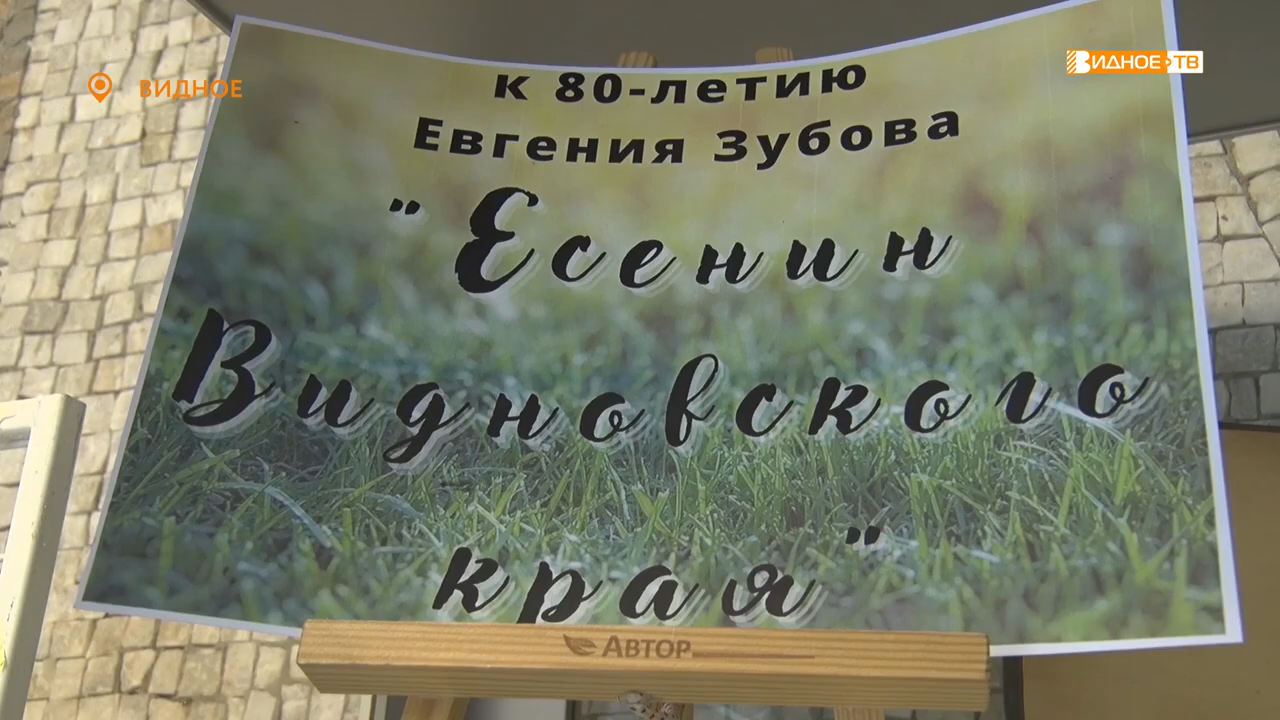 ВИДНОЕ
ВИДНОЕ ТВ
к 80-летию
Евгения Зубова
"Есенин
Видновского
края"
АВТОР